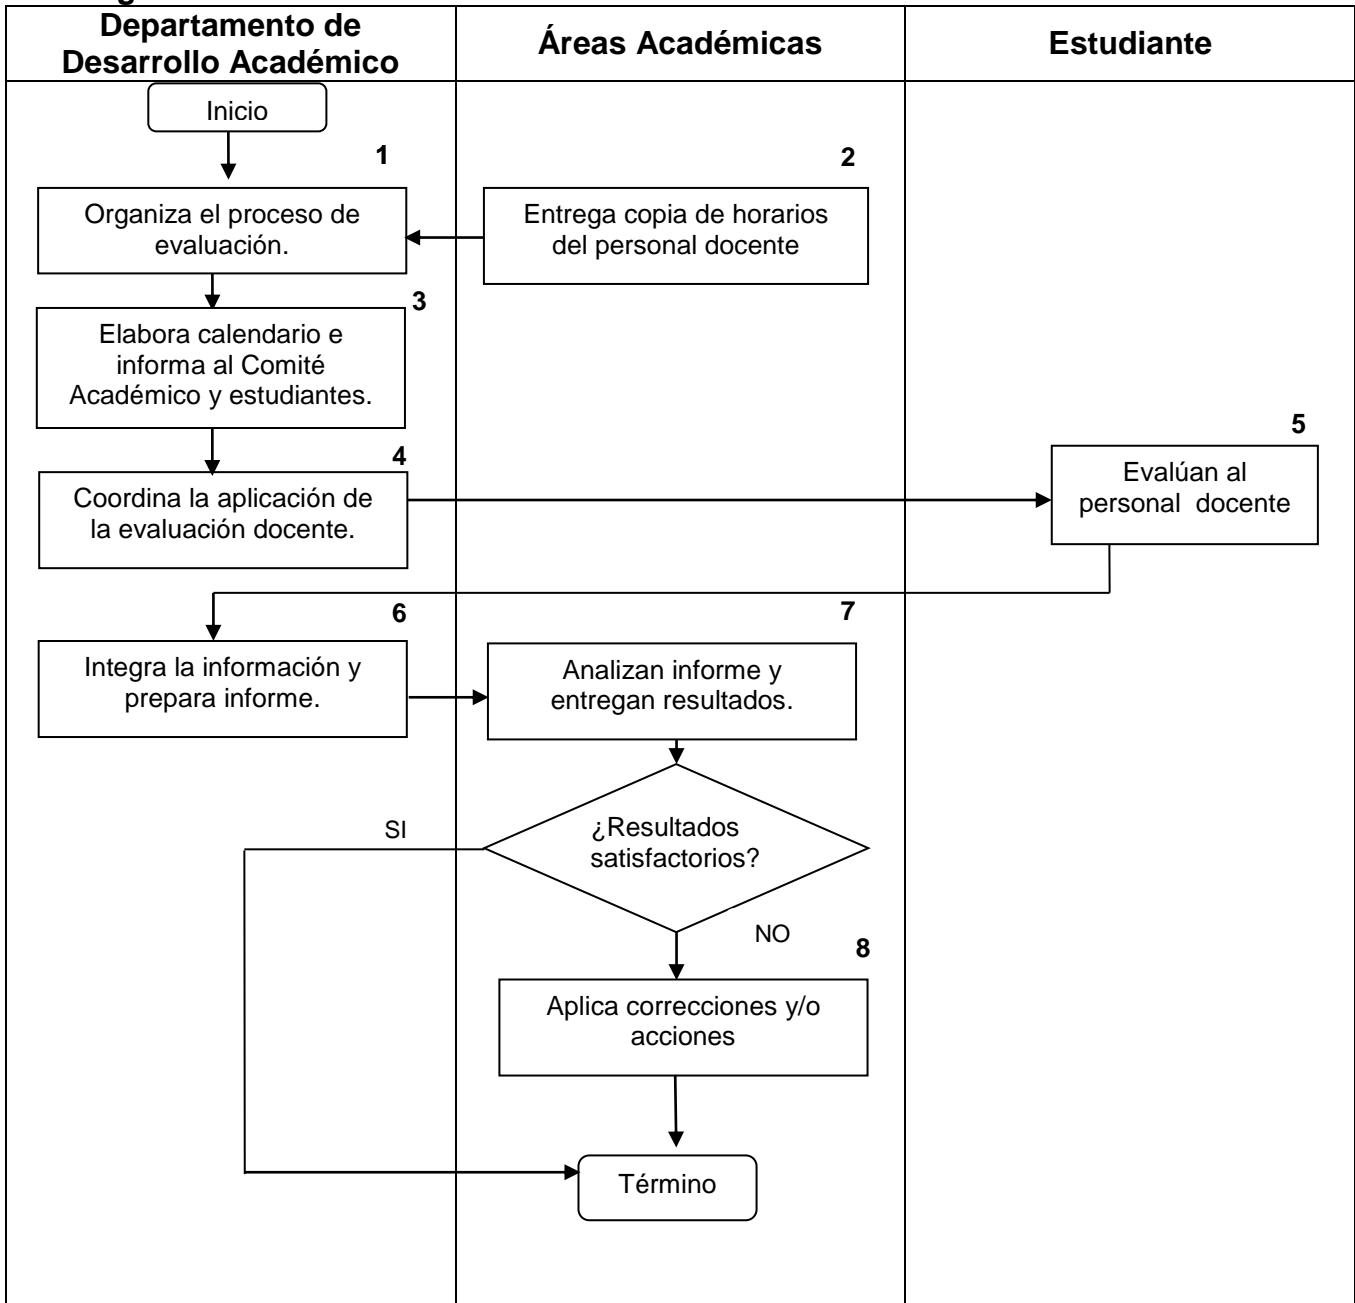 Departamento de
Desarrollo Académico
Áreas Académicas
Estudiante
Inicio
1
2
Organiza el proceso de
evaluación.
Entrega copia de horarios
del personal docente
3
Elabora calendario e
informa al Comité
Académico y estudiantes.
4
Coordina la aplicación de
la evaluación docente.
5
Evalúan al
personal docente
6
Integra la información y
prepara informe.
7
Analizan informe y
entregan resultados.
SI
¿Resultados
satisfactorios?
NO
8
Aplica correcciones y/o
acciones
Término